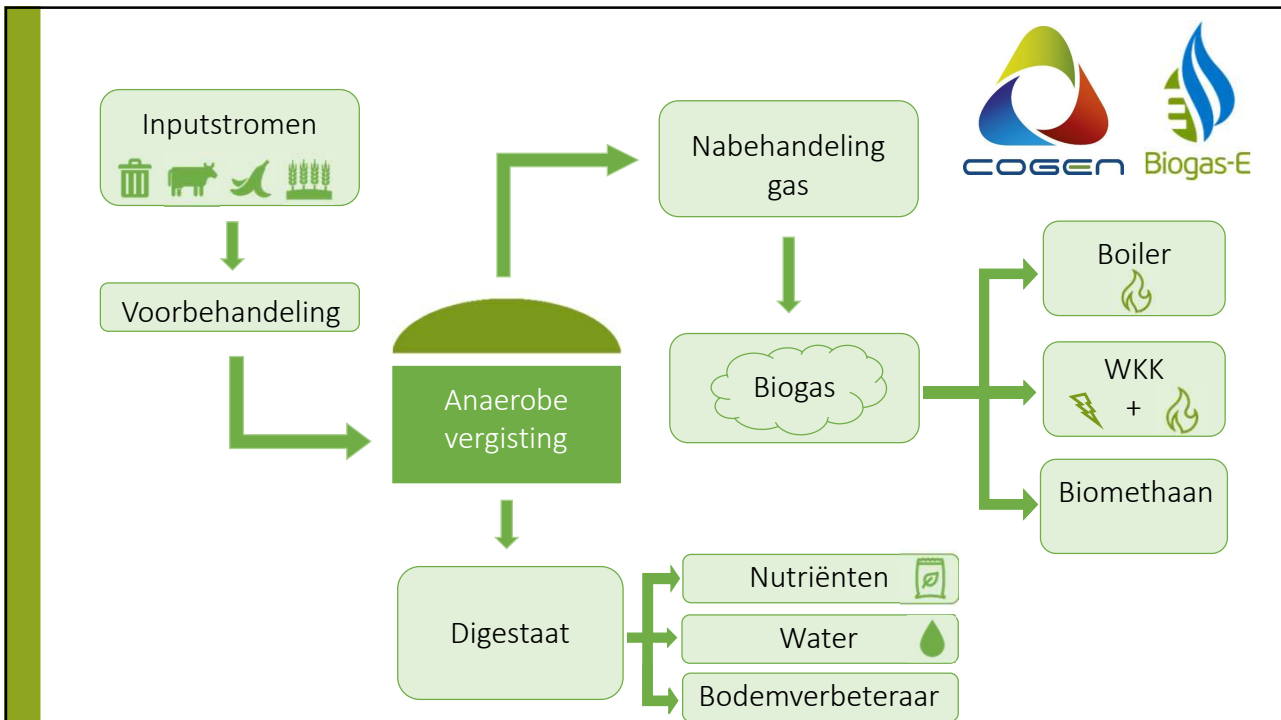 Inputstromen
Voorbehandeling
Anaerobe
vergisting
Nabehandeling
gas
Biogas
Boiler
WKK
+
Biomethaan
Digestaat
Nutriënten
Water
Bodemverbeteraar
COGEN
Biogas-E